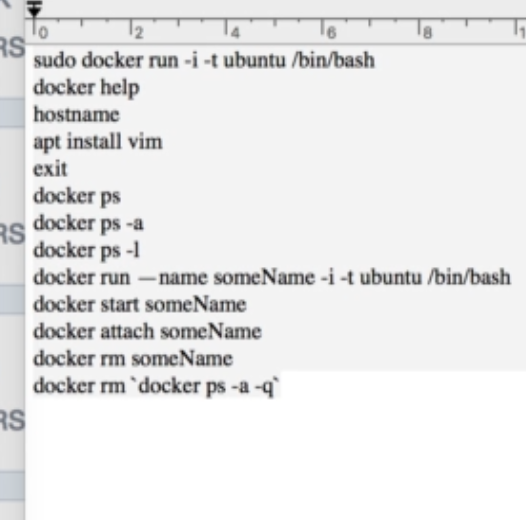 0 2 4 6 8
RS
sudo docker run -i -t ubuntu /bin/bash
docker help
hostname
apt install vim
exit
docker ps
docker ps -a
RS
docker ps -l
docker run —name someName -i -t ubuntu /bin/bash
docker start someName
docker attach someName
docker rm someName
docker rm `docker ps -a -q`
RS